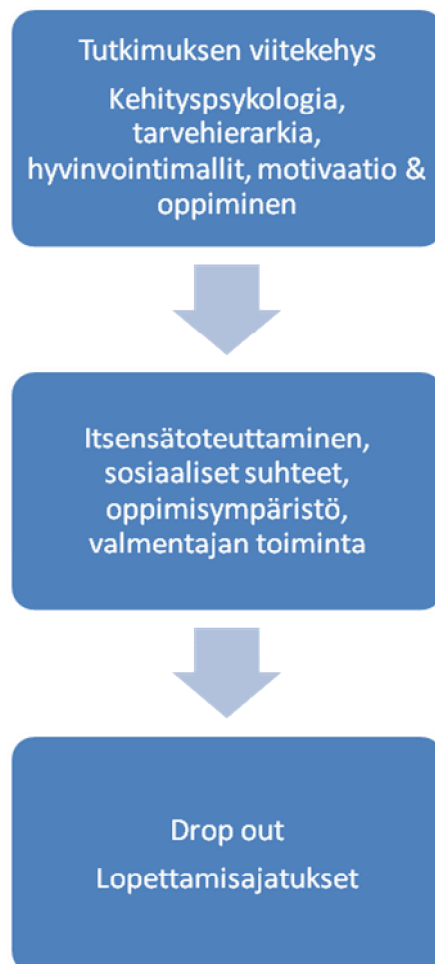 Tutkimuksen viitekehys
Kehityspsykologia,
tarvehierarkia,
hyvinvointimallit, motivaatio &
oppiminen
Itsensätoteuttaminen,
sosiaaliset suhteet,
oppimisympäristö,
valmentajan toiminta
Drop out
Lopettamisajatukset